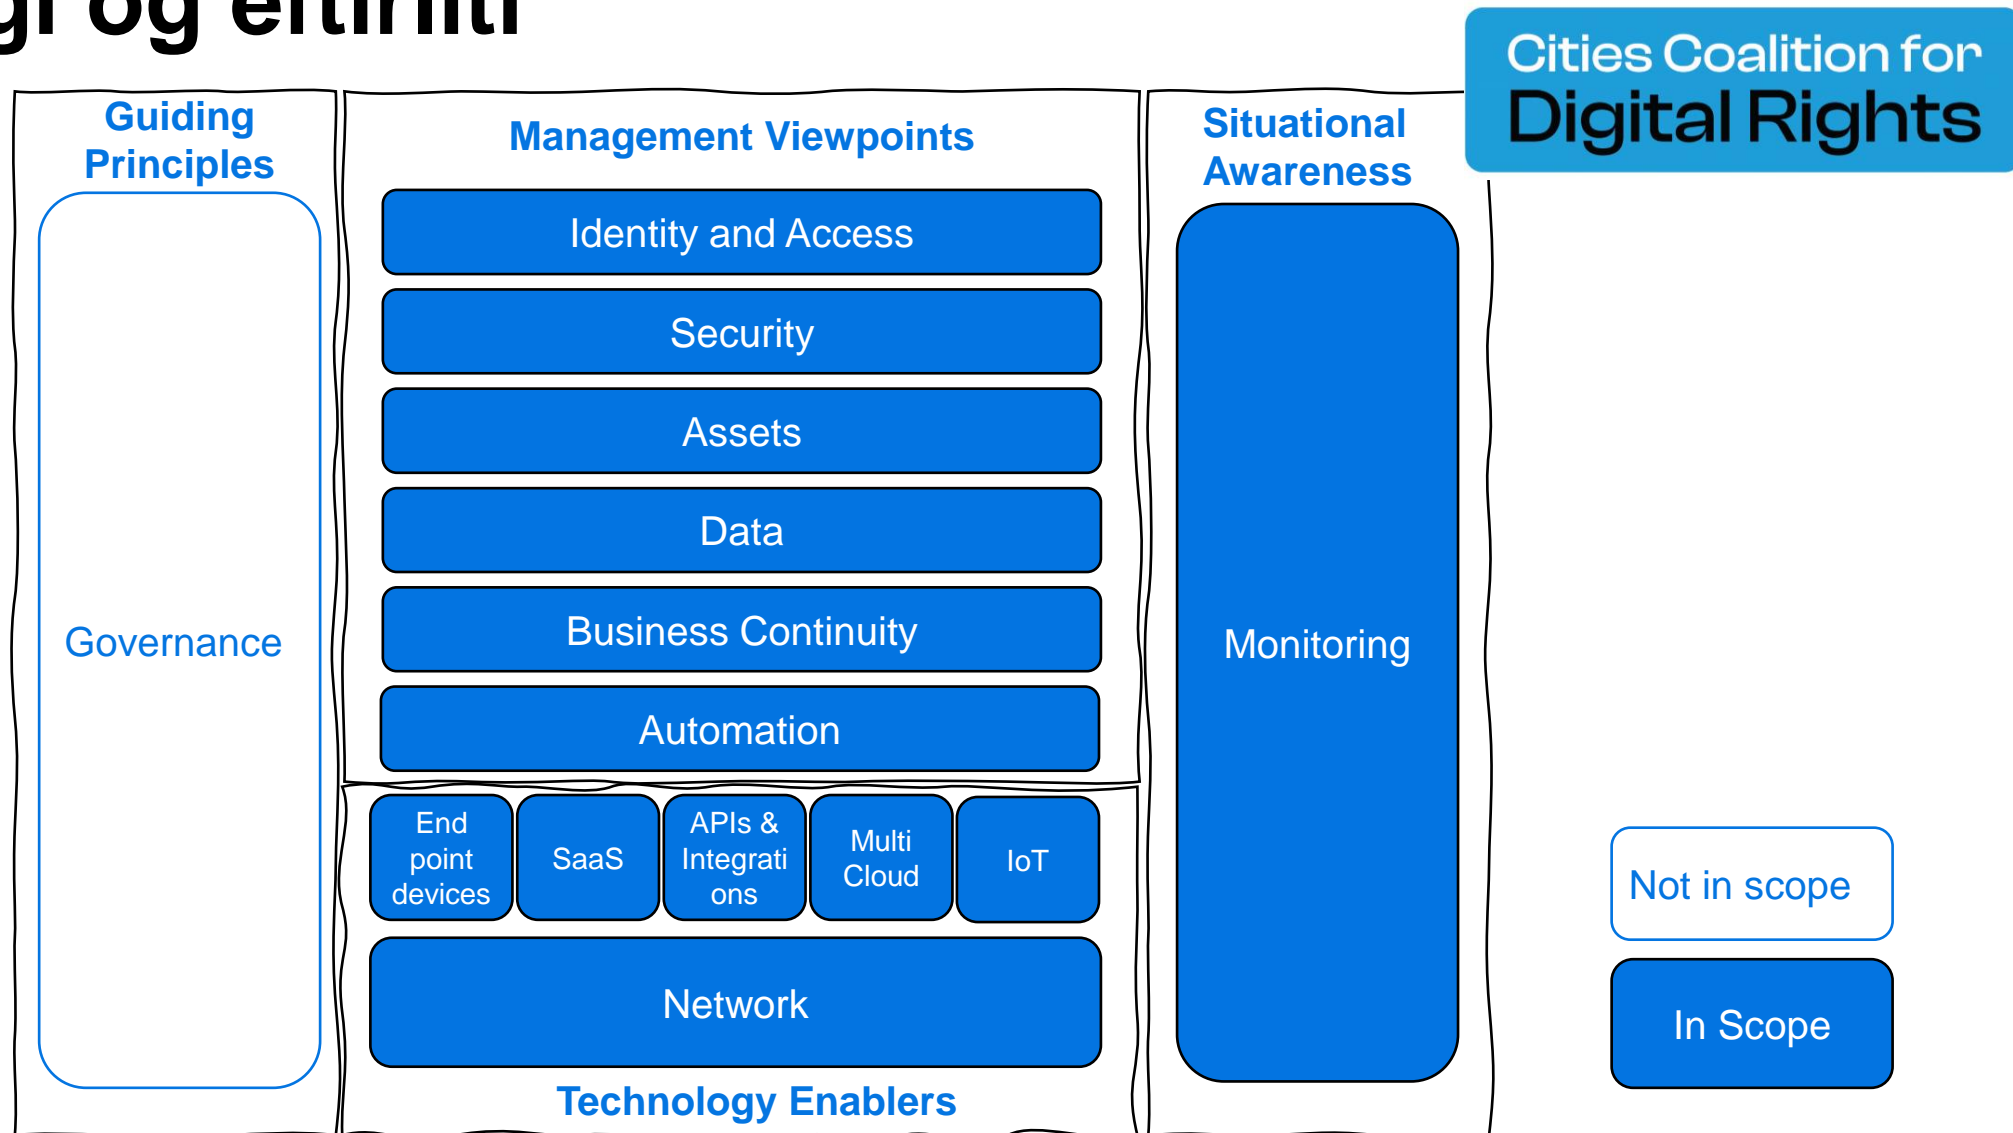 og eftirliti
Cities Coalition for
Digital Rights
Guiding
Principles
Governance
Management Viewpoints
Identity and Access
Security
Assets
Data
Business Continuity
Automation
End
point
devices
SaaS
APIs &
Integrati
ons
Multi
Cloud
IoT
Network
Technology Enablers
Situational
Awareness
Monitoring
Not in scope
In Scope